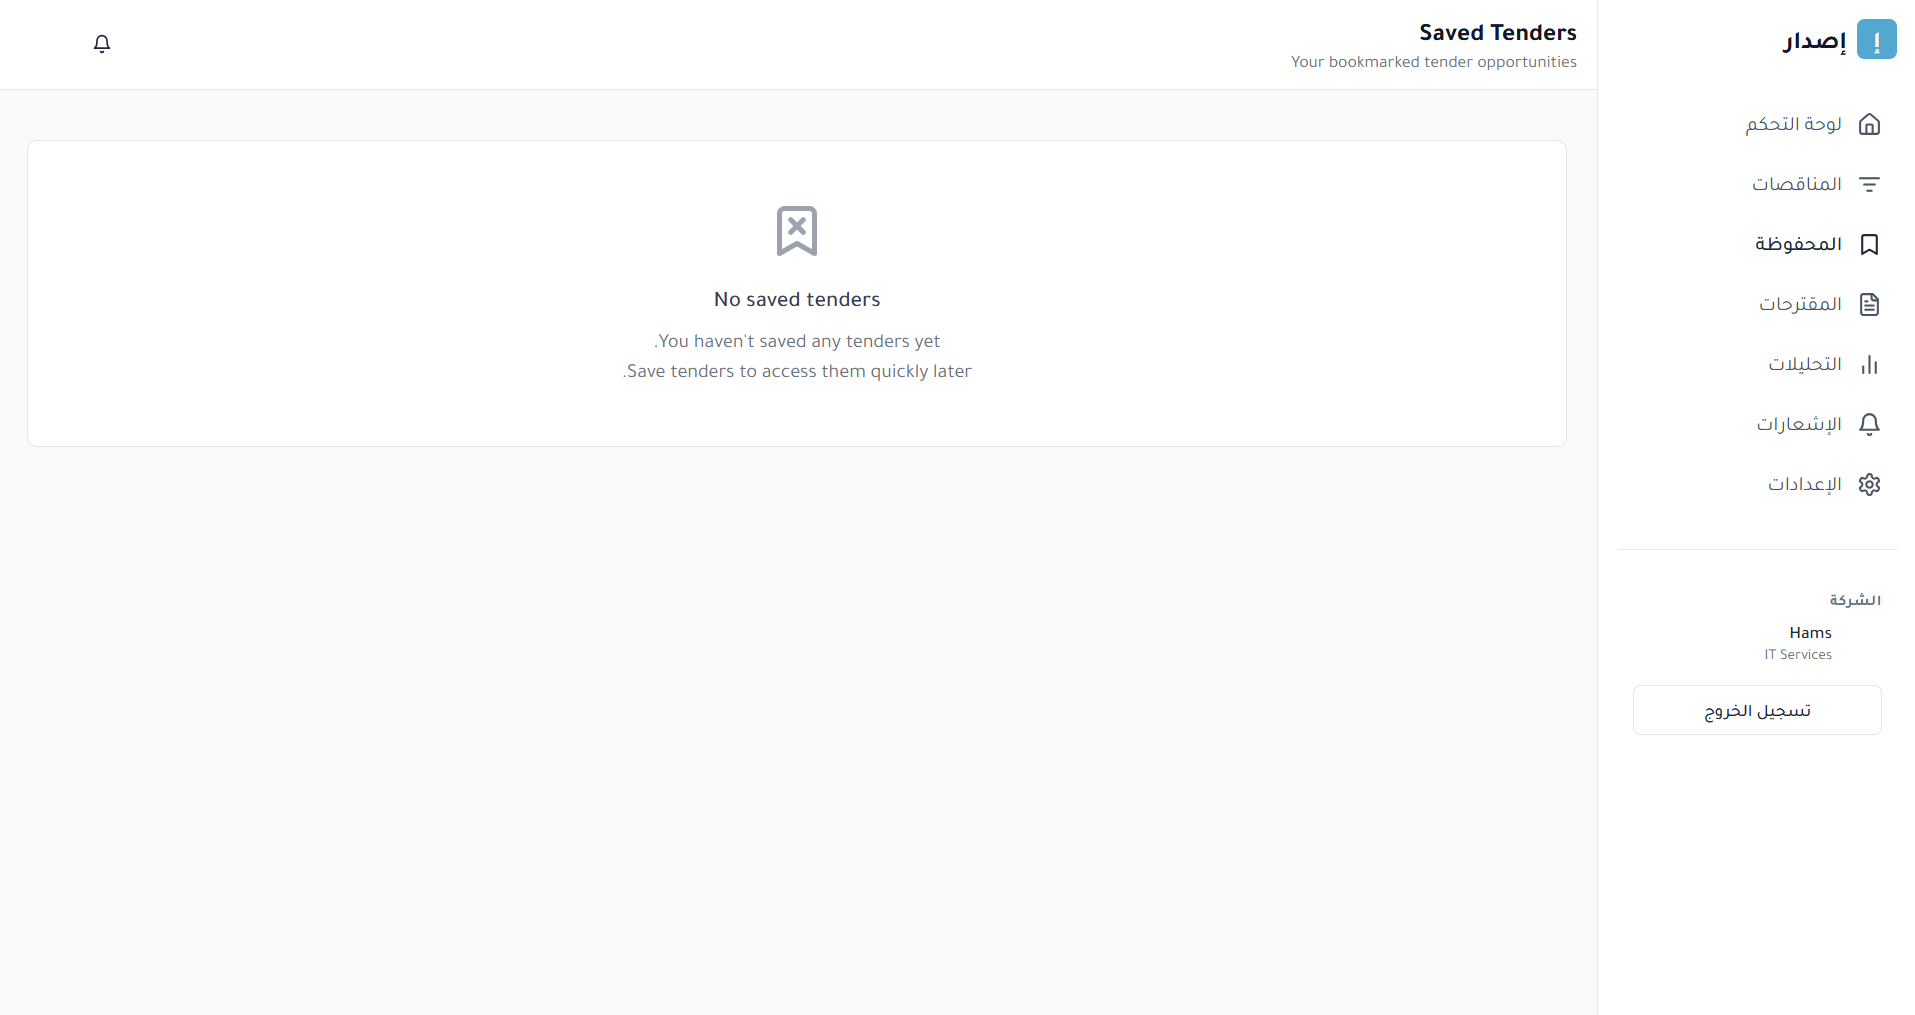 إ
إصدار
لوحة التحكم
المناقصات
المحفوظة
المقترحات
التحليلات
الإشعارات
الإعدادات
الشركة
Hams
IT Services
تسجيل الخروج
Saved Tenders
Your bookmarked tender opportunities
No saved tenders
.You haven't saved any tenders yet
.Save tenders to access them quickly later